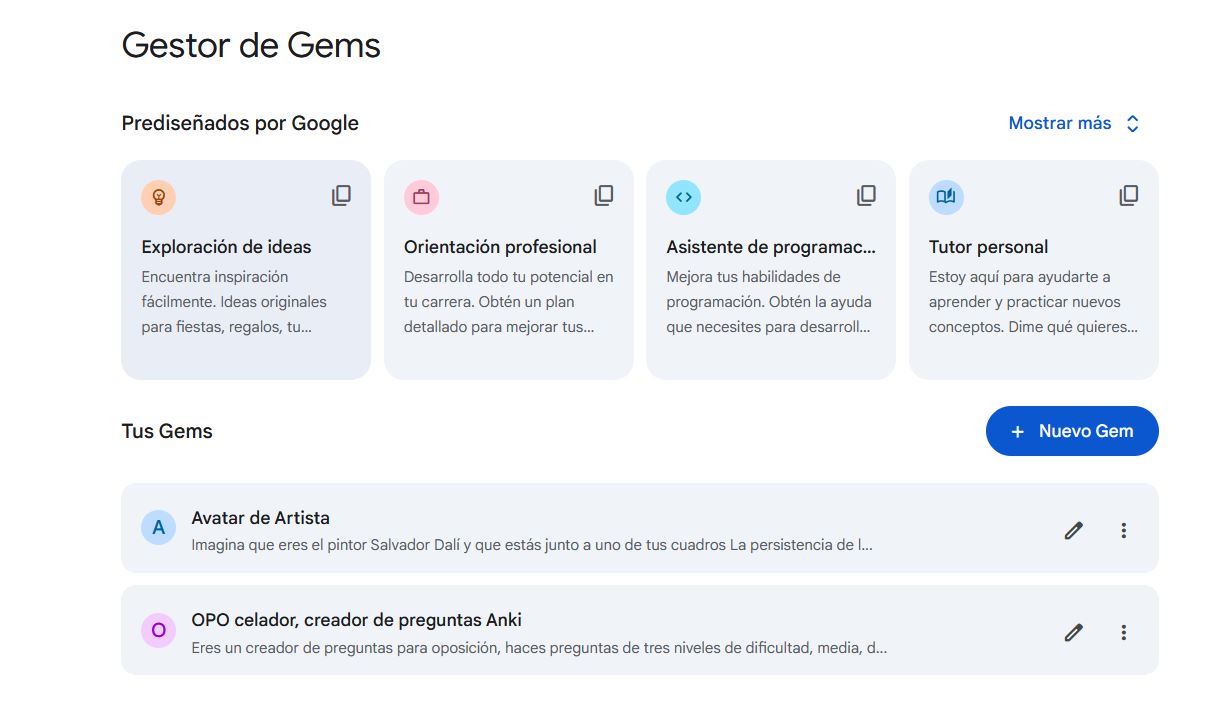 Gestor de Gems
Prediseñados por Google
Mostrar más
Exploración de ideas
Encuentra inspiración
fácilmente. Ideas originales
para fiestas, regalos, tu...
Orientación profesional
Desarrolla todo tu potencial en
tu carrera. Obtén un plan
detallado para mejorar tus...
Asistente de programac...
Mejora tus habilidades de
programación. Obtén la ayuda
que necesites para desarroll...
Tutor personal
Estoy aquí para ayudarte a
aprender y practicar nuevos
conceptos. Dime qué quieres...
Tus Gems
+ Nuevo Gem
A
Avatar de Artista
Imagina que eres el pintor Salvador Dalí y que estás junto a uno de tus cuadros La persistencia de l...
O
OPO celador, creador de preguntas Anki
Eres un creador de preguntas para oposición, haces preguntas de tres niveles de dificultad, media, d...